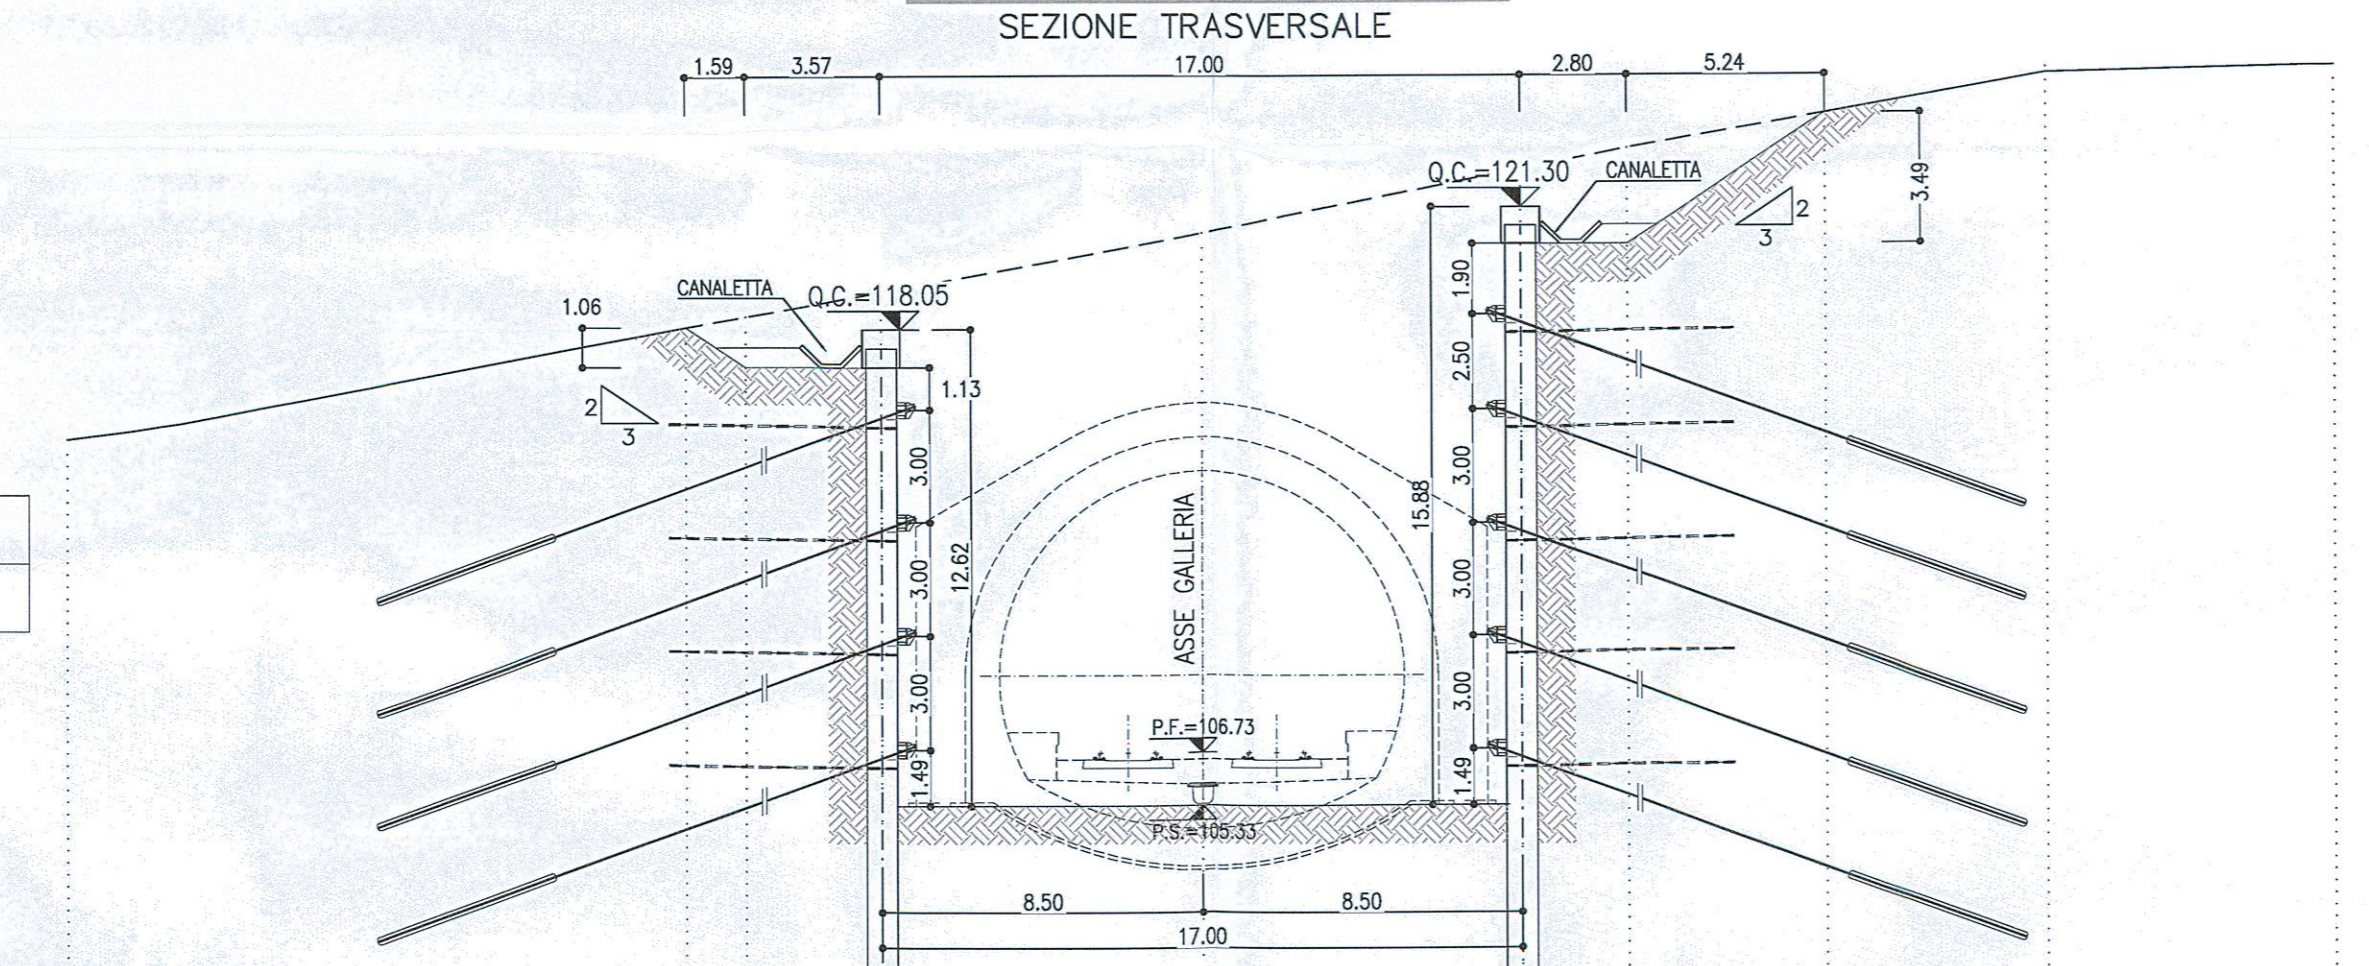 SEZIONE TRASVERSALE
1.59 3.57 17.00 2.80 5.24
Q.C.=121.30
CANALETTA
3.49
2
3
CANALETTA
Q.C.=118.05
1.06
1.13
2
3
1.90
2.50
3.00
3.00
3.00
1.49
15.88
3.00
3.00
3.00
1.49
12.62
ASSE GALLERIA
P.F.=106.73
P.S.=105.33
8.50 8.50
17.00